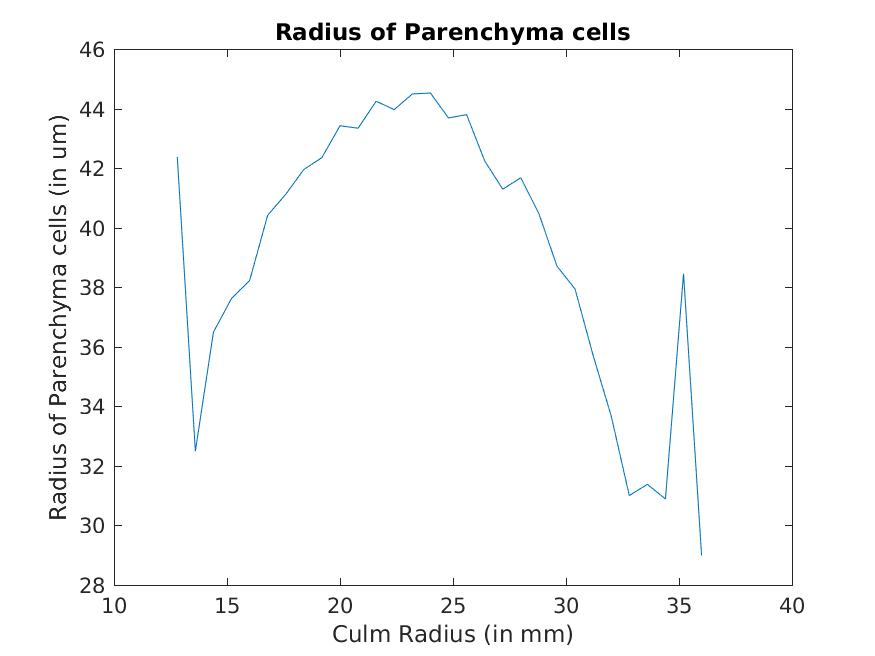 Radius of Parenchyma cells
Radius of Parenchyma cells (in um)
46
44
42
40
38
36
34
32
30
28
10 15 20 25 30 35 40
Culm Radius (in mm)